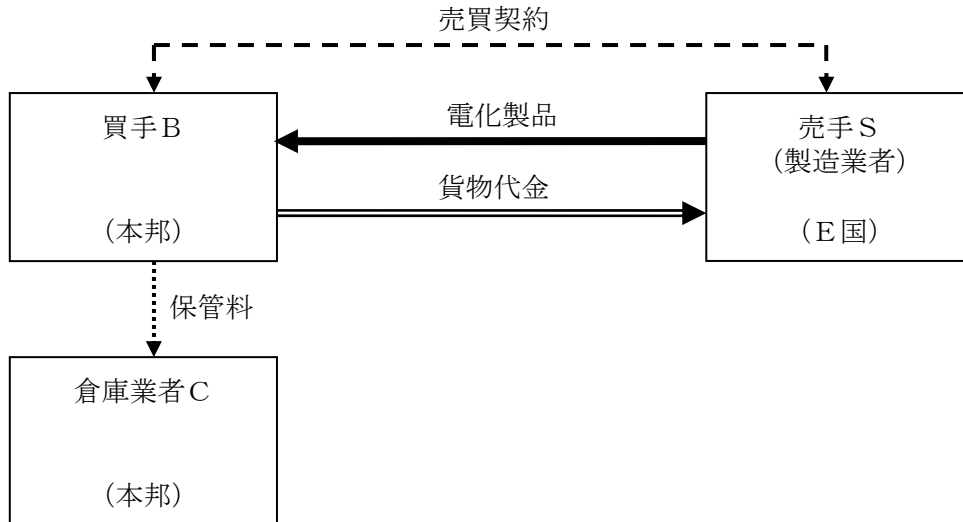 売買契約
買手Ｂ
（本邦）
電化製品
貨物代金
売手Ｓ
（製造業者）
（Ｅ国）
保管料
倉庫業者Ｃ
（本邦）